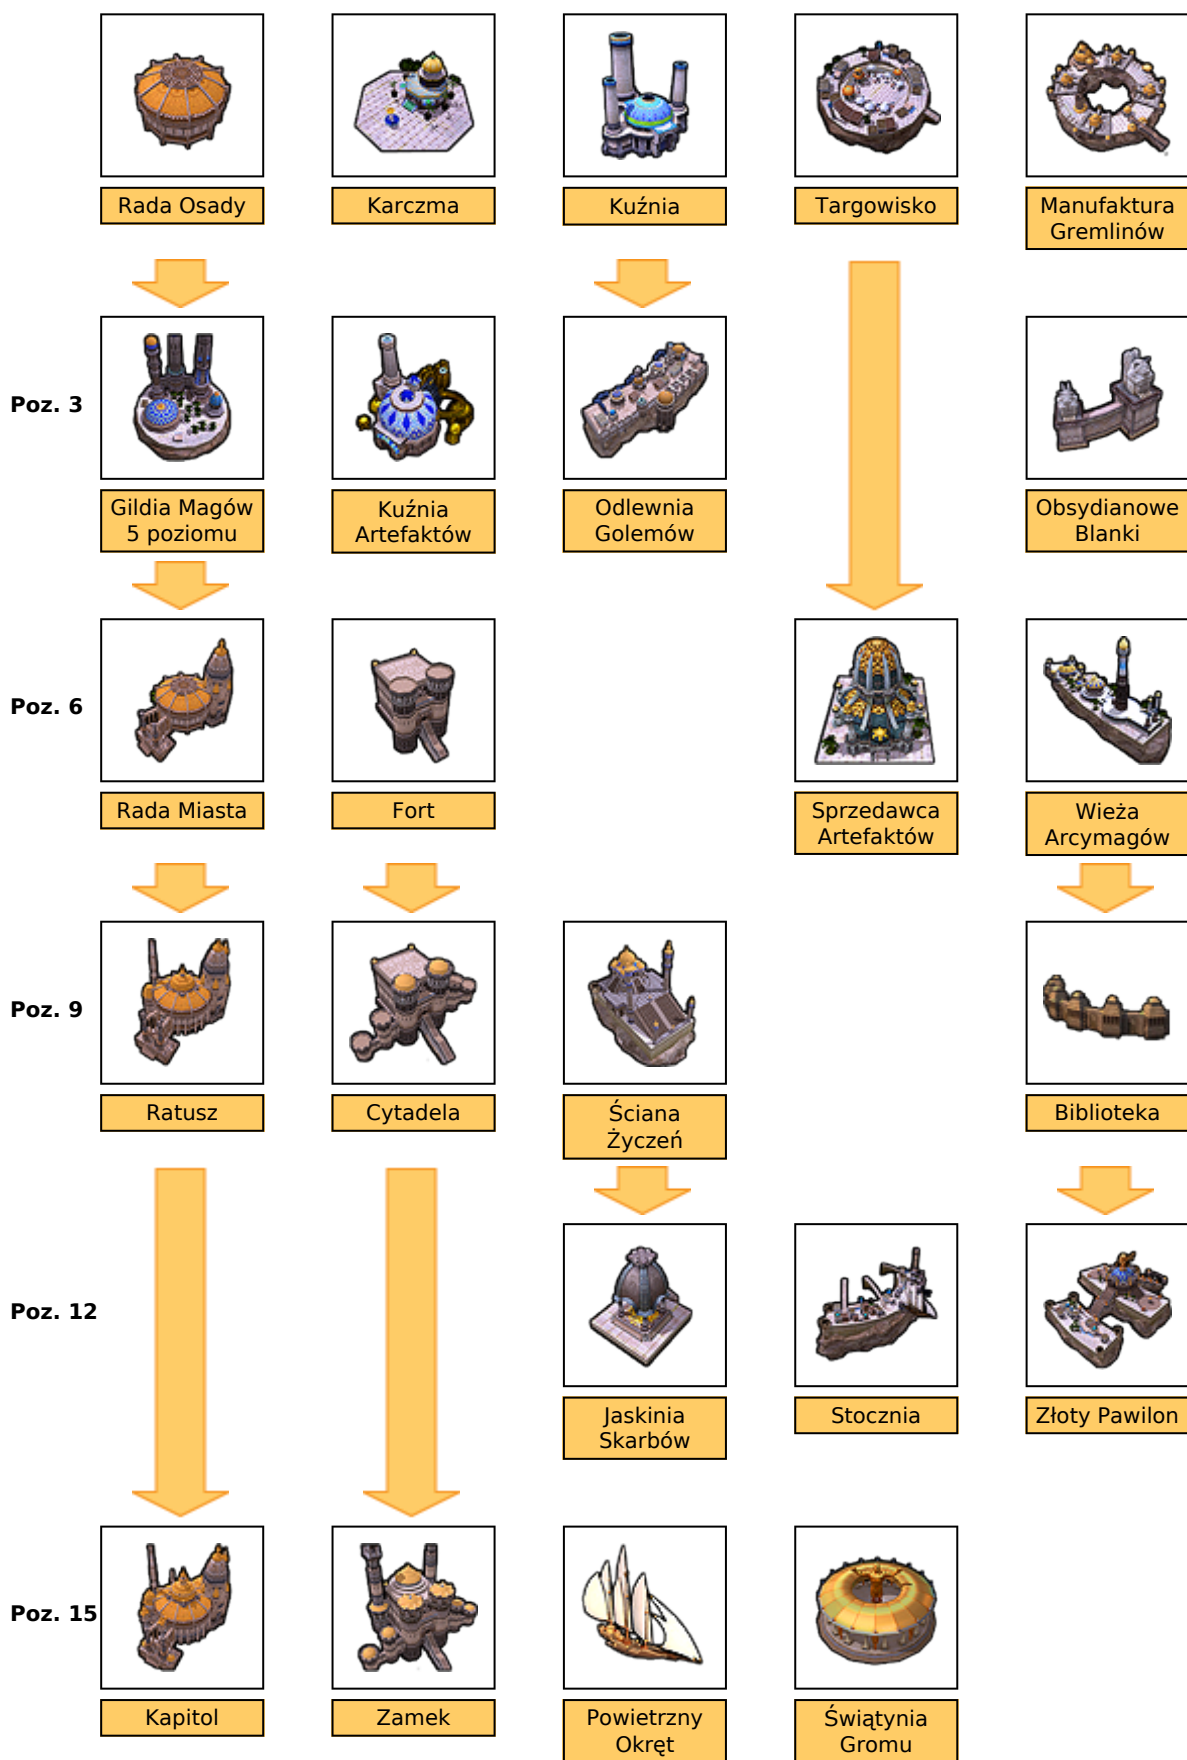 Rada Osady
Karczma
Kuźnia
Targowisko
Manufaktura
Gremlinów
Poz. 3
Gildia Magów
5 poziomu
Kuźnia
Artefaktów
Odlewnia
Golemów
Obsydianowe
Blanki
Poz. 6
Rada Miasta
Fort
Sprzedawca
Artefaktów
Wieża
Arcymagów
Poz. 9
Ratusz
Cytadela
Ściana
Życzeń
Biblioteka
Poz. 12
Jaskinia
Skarbów
Stocznia
Złoty Pawilon
Poz. 15
Kapitol
Zamek
Powietrzny
Okręt
Świątynia
Gromu